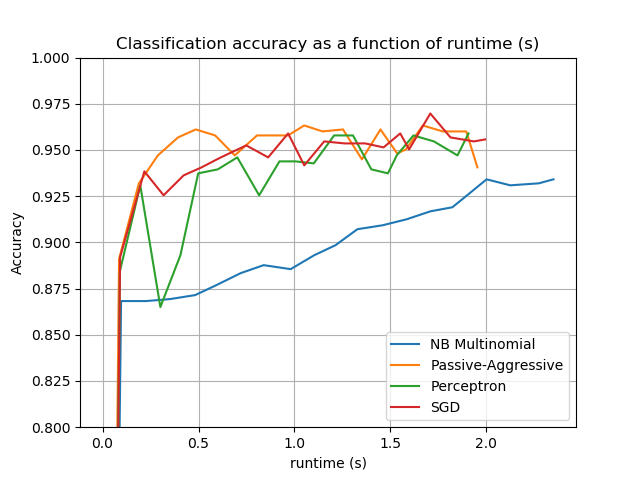 Classification accuracy as a function of runtime (s)
1.000
0.975
0.950
0.925
0.900
0.875
0.850
0.825
0.800
Accuracy
NB Multinomial
Passive-Aggressive
Perceptron
SGD
0.0 0.5 1.0 1.5 2.0
runtime (s)